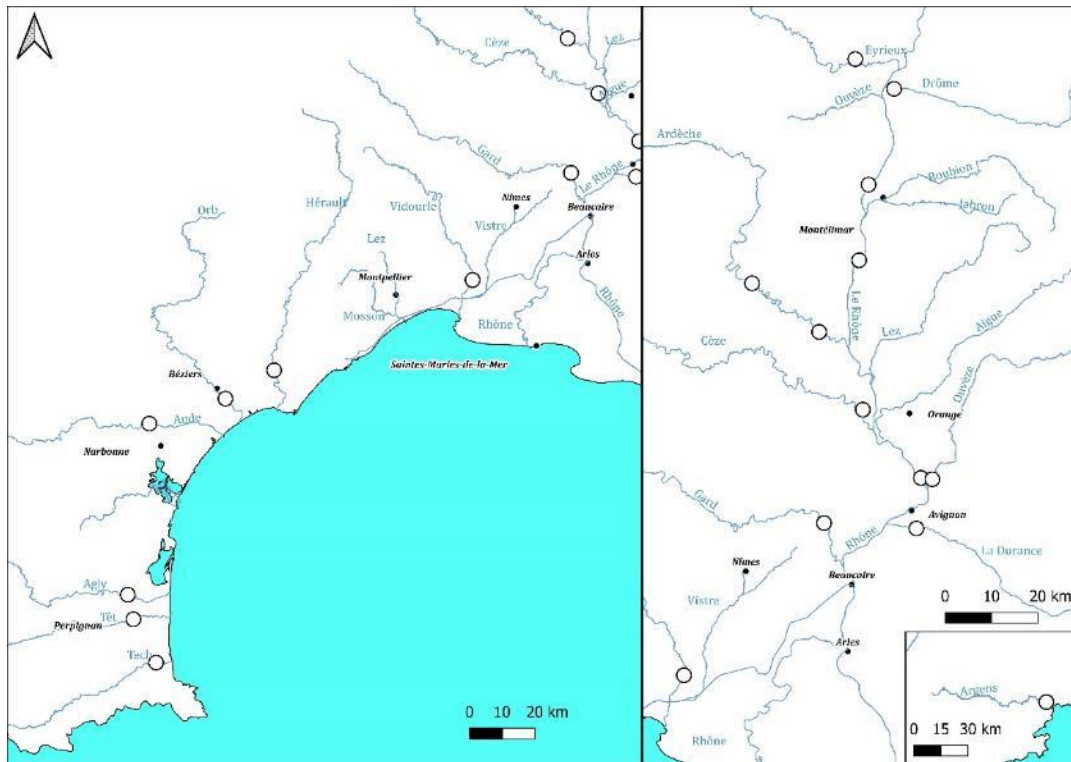 Cèze
Lez
Aigue
Gard
Le Rhône
Hérault
Vidourle
Nîmes
Orb
Beaucaire
Vistre
Lez
Arles
Montpellier
Rhône
Mosson
Rhône
Saintes-Maries-de-la-Mer
Béziers
Aude
Narbonne
Agly
Têt
Perpignan
Tech
0 10 20 km
Eyrieux
Drôme
Ouvèze
Ardèche
Roubion
Jabron
Montélimar
Le Rhône
Lez
Aigue
Cèze
Ouvèze
Orange
Gard
Avignon
Rhône
La Durance
Nîmes
Beaucaire
Vistre
0 10 20 km
Arles
Argens
0 15 30 km
Rhône